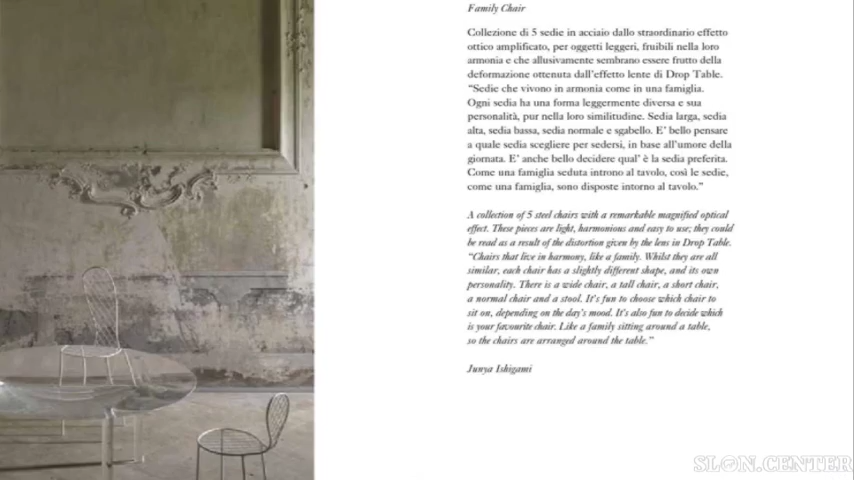 Family Chair
Collezione di 5 sedie in acciaio dallo straordinario effetto
ottico amplificato, per oggetti leggeri, fruibili nella loro
armonia e che allusivamente sembrano essere frutto della
deformazione ottenuta dall'effetto lente di Drop Table.
“Sedie che vivono in armonia come in una famiglia.
Ogni sedia ha una forma leggermente diversa e sua
personalità, pur nella loro similitudine. Sedia larga, sedia
alta, sedia bassa, sedia normale e sgabello. E' bello pensare
a quale sedia scegliere per sedersi, in base all'umore della
giornata. E' anche bello decidere qual' è la sedia preferita.
Come una famiglia seduta introno al tavolo, così le sedie,
come una famiglia, sono disposte intorno al tavolo.”
A collection of 5 steel chairs with a remarkable magnified optical
effect. These pieces are light, harmonious and easy to use; they could
be read as a result of the distortion given by the lens in Drop Table.
“Chairs that live in harmony, like a family. Whilst they are all
similar, each chair has a slightly different shape, and its own
personality. There is a wide chair, a tall chair, a short chair,
a normal chair and a stool. It's fun to choose which chair to
sit on, depending on the day's mood. It's also fun to decide which
is your favourite chair. Like a family sitting around a table,
so the chairs are arranged around the table.”
Junya Ishigami
SLON.CENTER